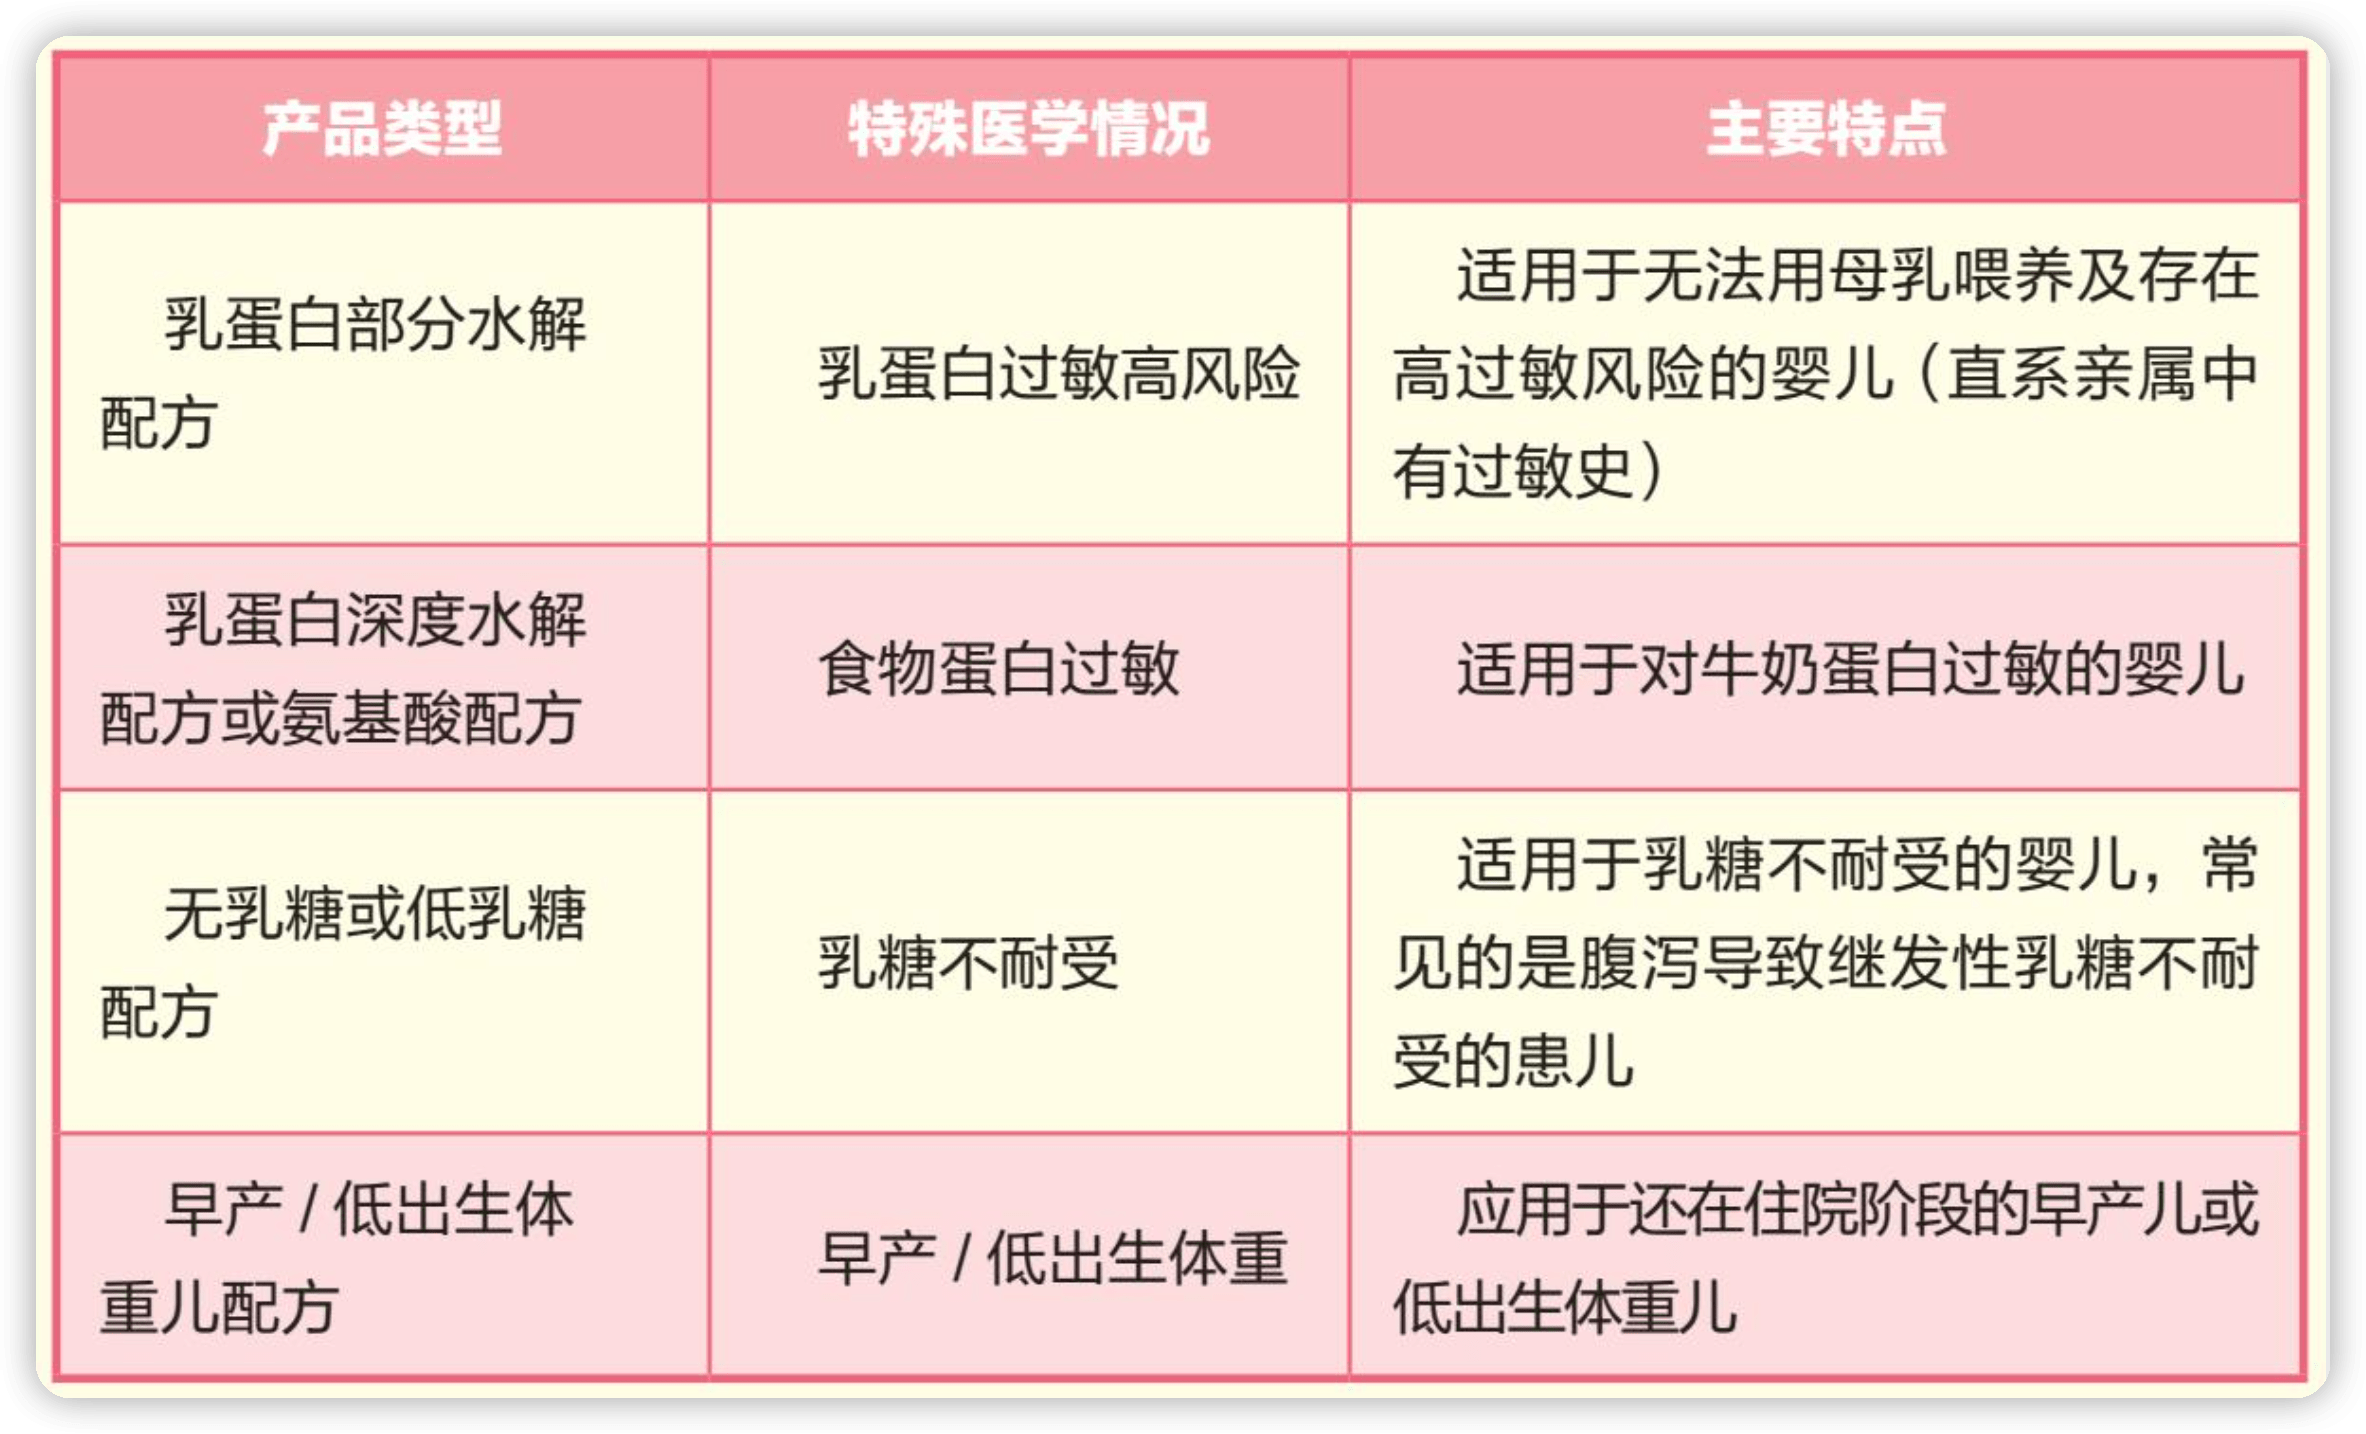 产品类型
特殊医学情况
主要特点
乳蛋白部分水解
配方
乳蛋白过敏高风险
适用于无法用母乳喂养及存在
高过敏风险的婴儿（直系亲属中
有过敏史）
乳蛋白深度水解
配方或氨基酸配方
食物蛋白过敏
适用于对牛奶蛋白过敏的婴儿
无乳糖或低乳糖
配方
乳糖不耐受
适用于乳糖不耐受的婴儿，常
见的是腹泻导致继发性乳糖不耐
受的患儿
早产 / 低出生体
重儿配方
早产 / 低出生体重
应用于还在住院阶段的早产儿或
低出生体重儿